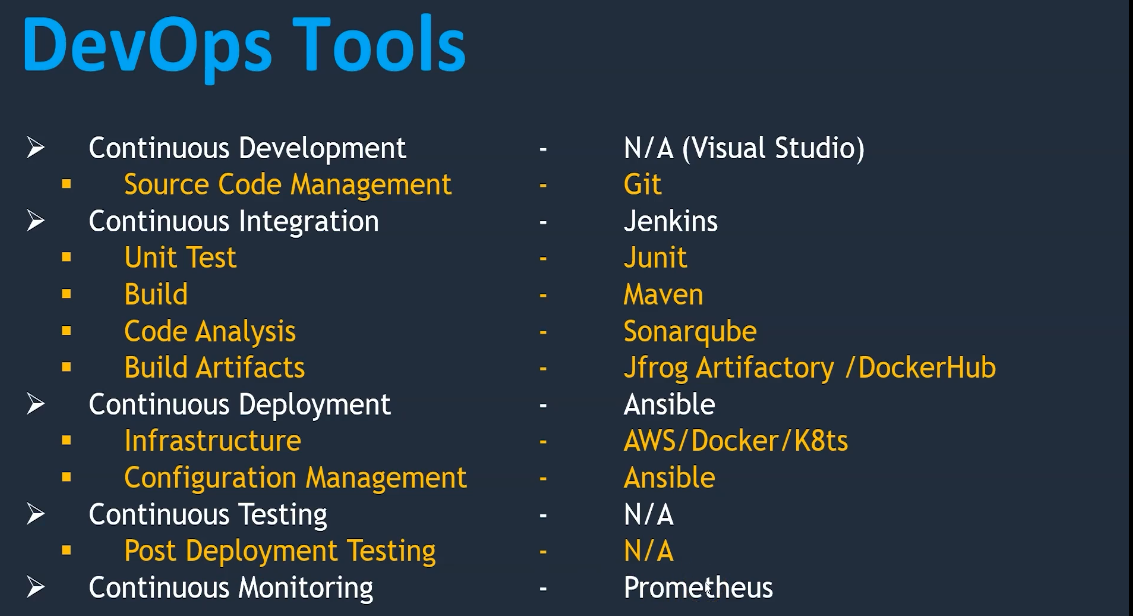 DevOps Tools
Continuous Development - N/A (Visual Studio)
Source Code Management - Git
Continuous Integration - Jenkins
Unit Test - Junit
Build - Maven
Code Analysis - Sonarqube
Build Artifacts - Jfrog Artifactory /DockerHub
Continuous Deployment - Ansible
Infrastructure - AWS/Docker/K8ts
Configuration Management - Ansible
Continuous Testing - N/A
Post Deployment Testing - N/A
Continuous Monitoring - Prometheus